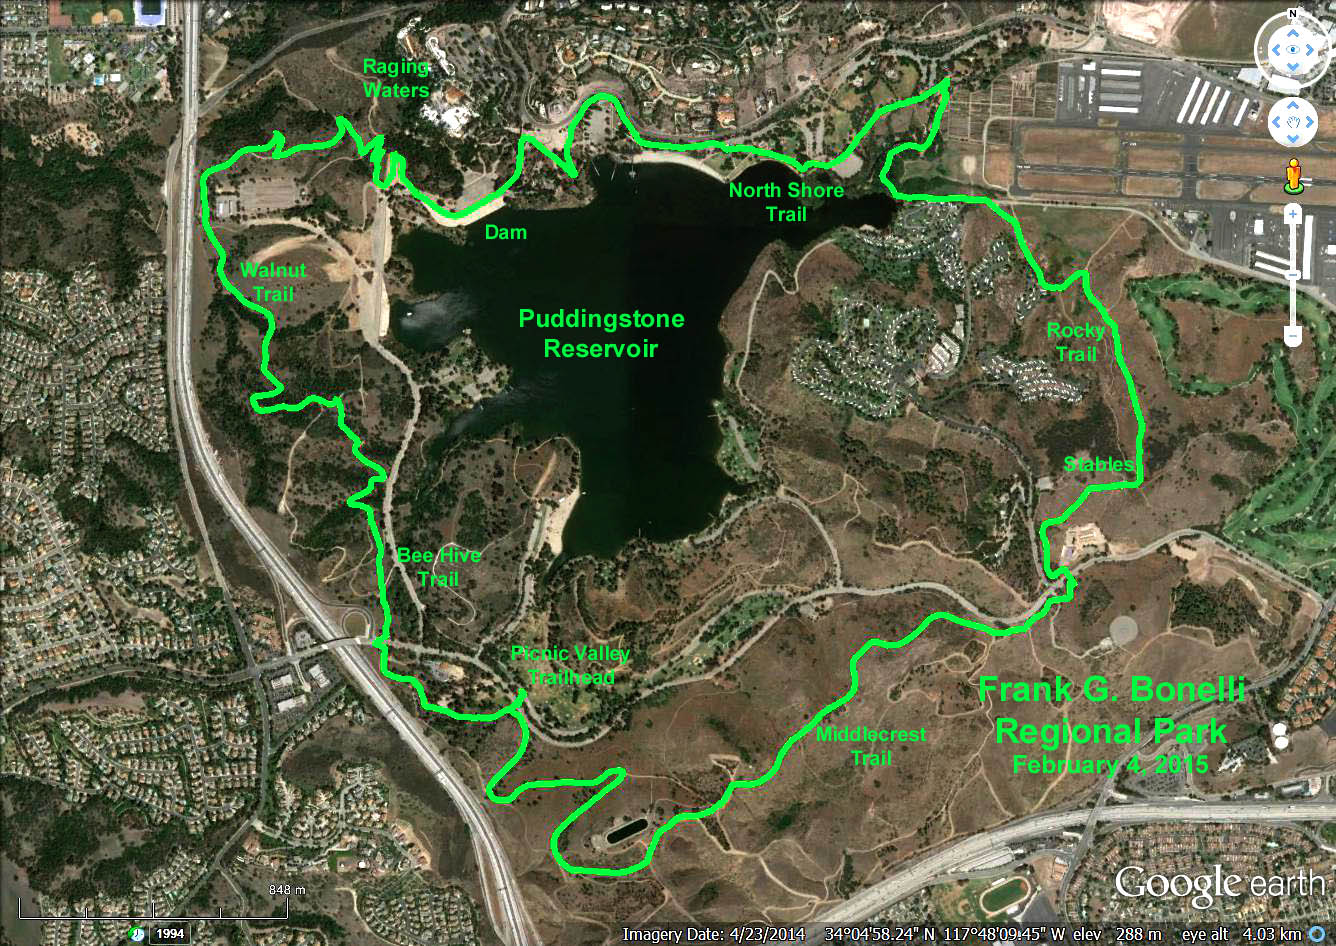 N
Raging
Waters
North Shore
Trail
Dam
Walnut
Trail
Puddingstone
Reservoir
Rocky
Trail
Stables
Bee Hive
Trail
Picnic Valley
Trailhead
Frank G. Bonelli
Regional Park
February 4, 2015
Middlecrest
Trail
Google earth
848 m
1994
Imagery Date: 4/23/2014 34°04'58.24" N 117°48'09.45" W elev 288 m eye alt 4.03 km